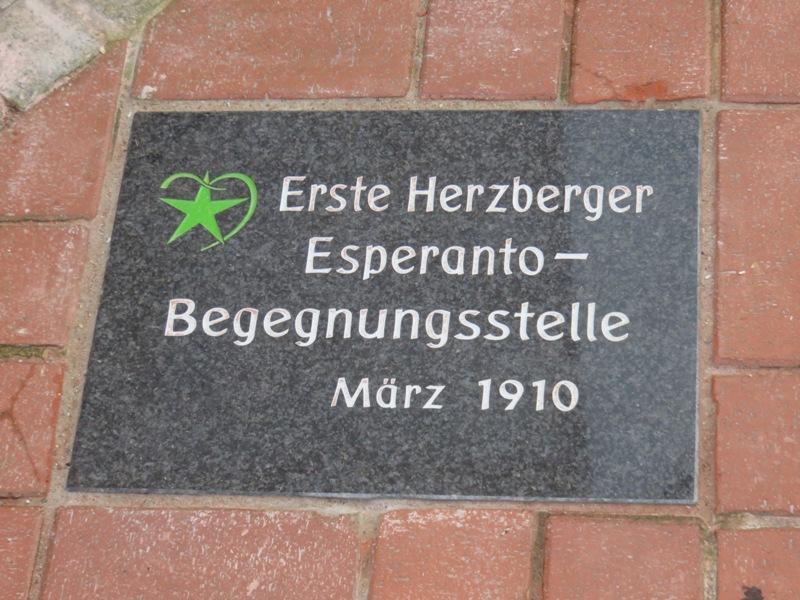 Erste Herzberger
Esperanto –
Begegnungsstelle
März 1910